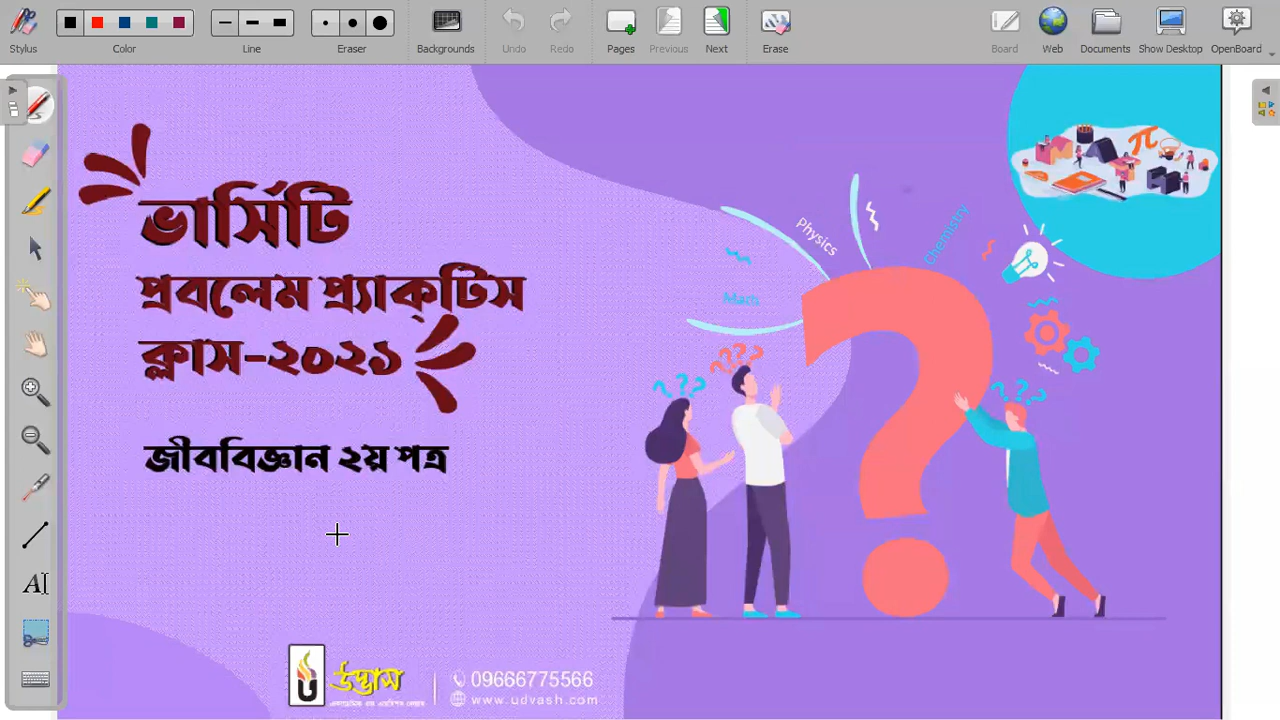 Stylus
Color
Line
Eraser
Backgrounds
Undo
Redo
Pages
Previous
Next
Erase
Board
Web
Documents
Show Desktop
OpenBoard
ভার্সিটি
প্রবলেম প্র্যাক্‌টিস
ক্লাস-২০২১
জীববিজ্ঞান ২য় পত্র
Physics
Chemistry
Math
π
???
???
???
উদ্ভাস
09666775566
www.udvash.com